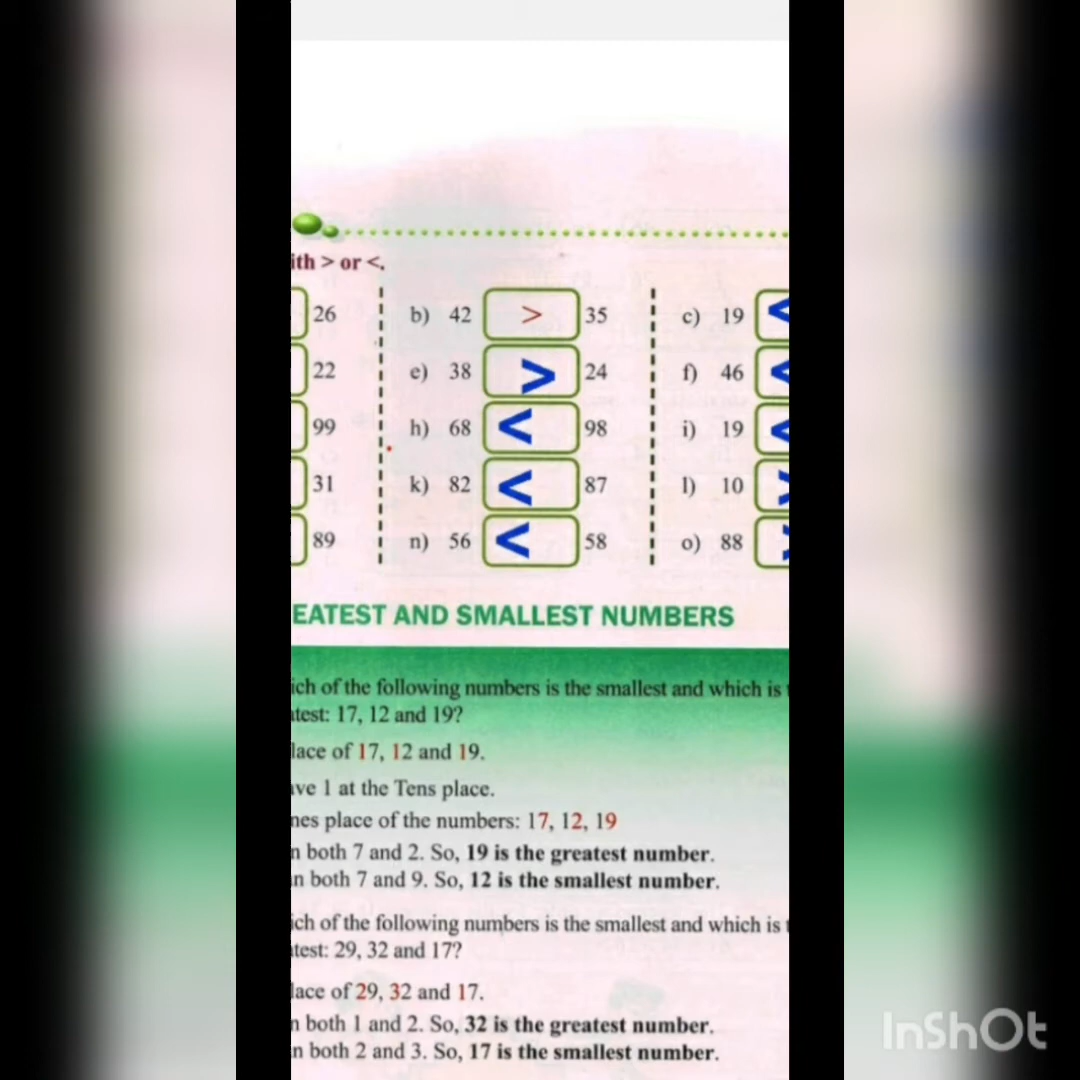 ith > or <.
26 b) 42 > 35 c) 19 <
22 e) 38 > 24 f) 46 <
99 h) 68 < 98 i) 19 <
31 k) 82 < 87 l) 10
89 n) 56 < 58 o) 88
EATEST AND SMALLEST NUMBERS
ich of the following numbers is the smallest and which is
test: 17, 12 and 19?
lace of 17, 12 and 19.
ve 1 at the Tens place.
nes place of the numbers: 17, 12, 19
n both 7 and 2. So, 19 is the greatest number.
n both 7 and 9. So, 12 is the smallest number.
ich of the following numbers is the smallest and which is
test: 29, 32 and 17?
lace of 29, 32 and 17.
n both 1 and 2. So, 32 is the greatest number.
n both 2 and 3. So, 17 is the smallest number.
InShOt